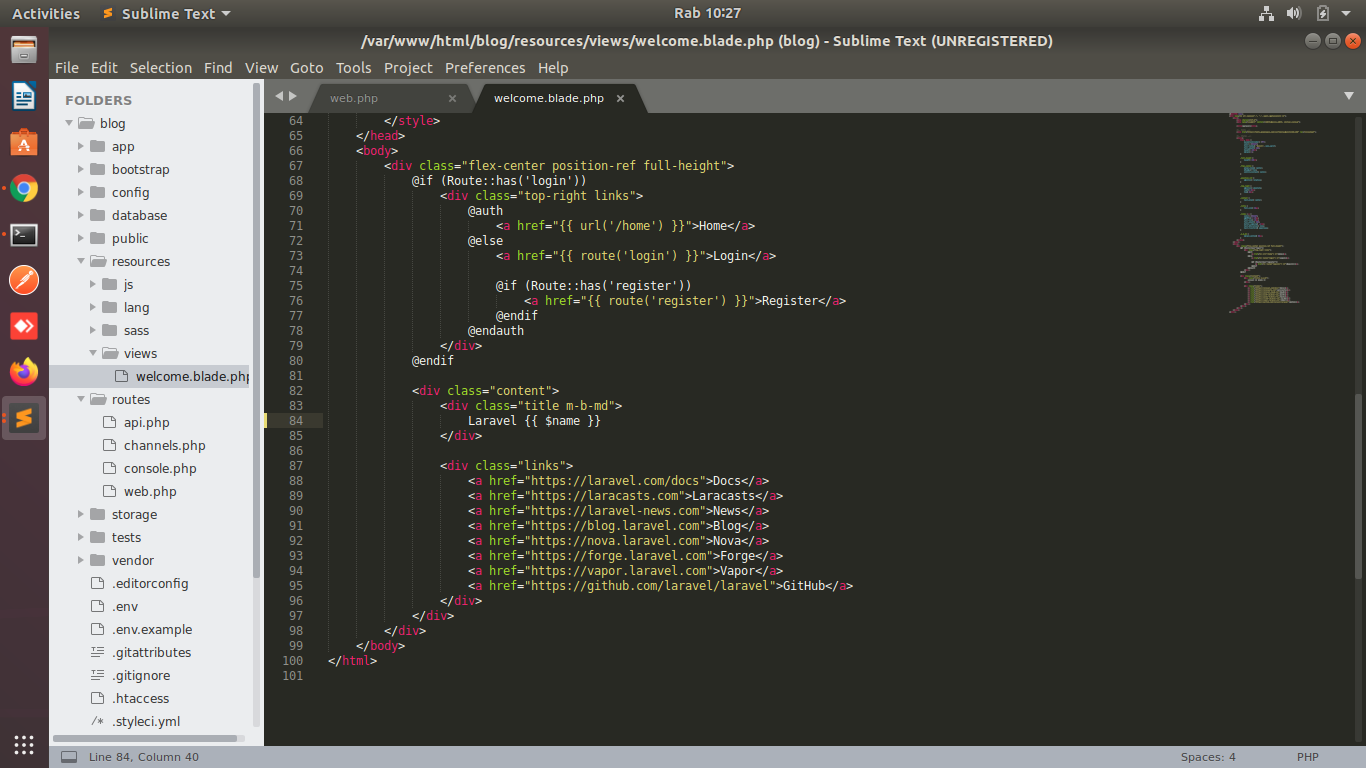 Activities
Sublime Text
Rab 10:27
/var/www/html/blog/resources/views/welcome.blade.php (blog) - Sublime Text (UNREGISTERED)
File Edit Selection Find View Goto Tools Project Preferences Help
FOLDERS
blog
app
bootstrap
config
database
public
resources
js
lang
sass
views
welcome.blade.php
routes
api.php
channels.php
console.php
web.php
storage
tests
vendor
.editorconfig
.env
.env.example
.gitattributes
.gitignore
.htaccess
.styleci.yml
web.php
welcome.blade.php
64 </style>
65 </head>
66 <body>
67 <div class="flex-center position-ref full-height">
68 @if (Route::has('login'))
69 <div class="top-right links">
70 @auth
71 <a href="{{ url('/home') }}">Home</a>
72 @else
73 <a href="{{ route('login') }}">Login</a>
74
75 @if (Route::has('register'))
76 <a href="{{ route('register') }}">Register</a>
77 @endif
78 @endauth
79 </div>
80 @endif
81
82 <div class="content">
83 <div class="title m-b-md">
84 Laravel {{ $name }}
85 </div>
86
87 <div class="links">
88 <a href="https://laravel.com/docs">Docs</a>
89 <a href="https://laracasts.com">Laracasts</a>
90 <a href="https://laravel-news.com">News</a>
91 <a href="https://blog.laravel.com">Blog</a>
92 <a href="https://nova.laravel.com">Nova</a>
93 <a href="https://forge.laravel.com">Forge</a>
94 <a href="https://vapor.laravel.com">Vapor</a>
95 <a href="https://github.com/laravel/laravel">GitHub</a>
96 </div>
97 </div>
98 </div>
99 </body>
100 </html>
101
Line 84, Column 40
Spaces: 4
PHP